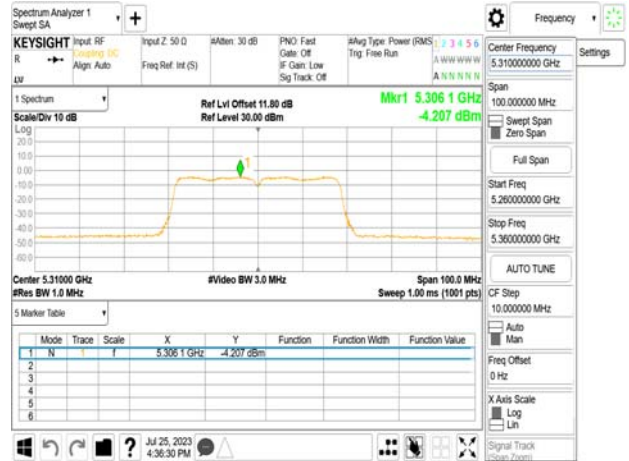 Spectrum Analyzer 1
Swept SA
+
Frequency
KEYSIGHT
R
LXI
Input: RF
Coupling: DC
Align: Auto
Input Z: 50 Ω
Freq Ref: Int (S)
#Atten: 30 dB
PNO: Fast
Gate: Off
IF Gain: Low
Sig Track: Off
#Avg Type: Power (RMS
Trig: Free Run
1 2 3 4 5 6
A W W W W W
A N N N N N
Center Frequency
5.310000000 GHz
Settings
Span
100.000000 MHz
Swept Span
Zero Span
Full Span
Start Freq
5.260000000 GHz
Stop Freq
5.360000000 GHz
AUTO TUNE
CF Step
10.000000 MHz
Auto
Man
Freq Offset
0 Hz
X Axis Scale
Log
Lin
Signal Track
(Span Zoom)
1 Spectrum
Scale/Div 10 dB
Ref Lvl Offset 11.80 dB
Ref Level 30.00 dBm
Mkr1 5.306 1 GHz
-4.207 dBm
Log
20.0
10.0
0.00
-10.0
-20.0
-30.0
-40.0
-50.0
-60.0
1
Center 5.31000 GHz
#Res BW 1.0 MHz
#Video BW 3.0 MHz
Span 100.0 MHz
Sweep 1.00 ms (1001 pts)
5 Marker Table
Mode Trace Scale X Y Function Function Width Function Value
1 N 1 f 5.306 1 GHz -4.207 dBm
2
3
4
5
6
?
Jul 25, 2023
4:36:30 PM